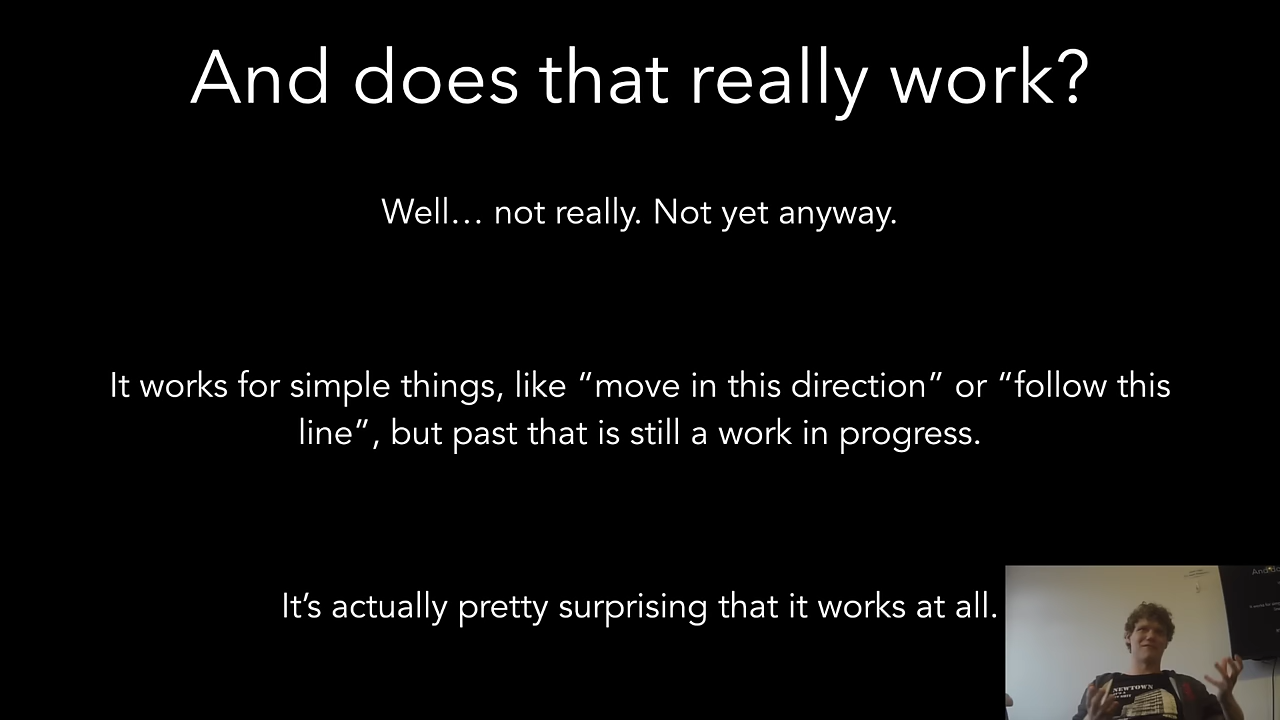 And does that really work?
Well… not really. Not yet anyway.
It works for simple things, like “move in this direction” or “follow this
line”, but past that is still a work in progress.
It’s actually pretty surprising that it works at all.
NEWTOWN